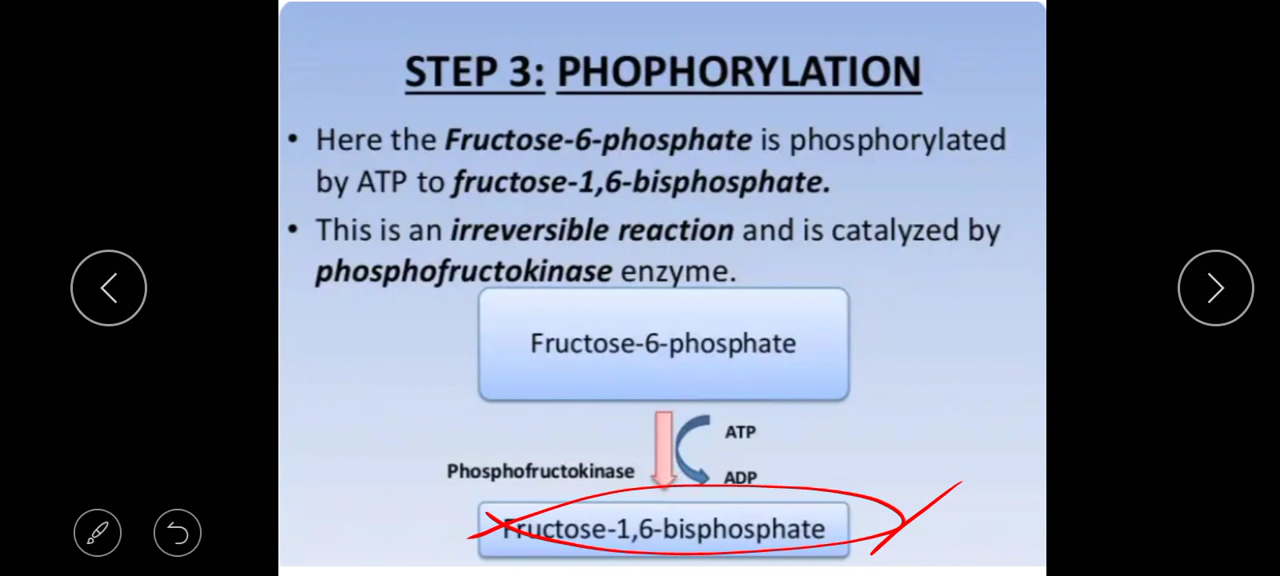 STEP 3: PHOPHORYLATION
• Here the Fructose-6-phosphate is phosphorylated
by ATP to fructose-1,6-bisphosphate.
• This is an irreversible reaction and is catalyzed by
phosphofructokinase enzyme.
Fructose-6-phosphate
ATP
Phosphofructokinase
ADP
Fructose-1,6-bisphosphate